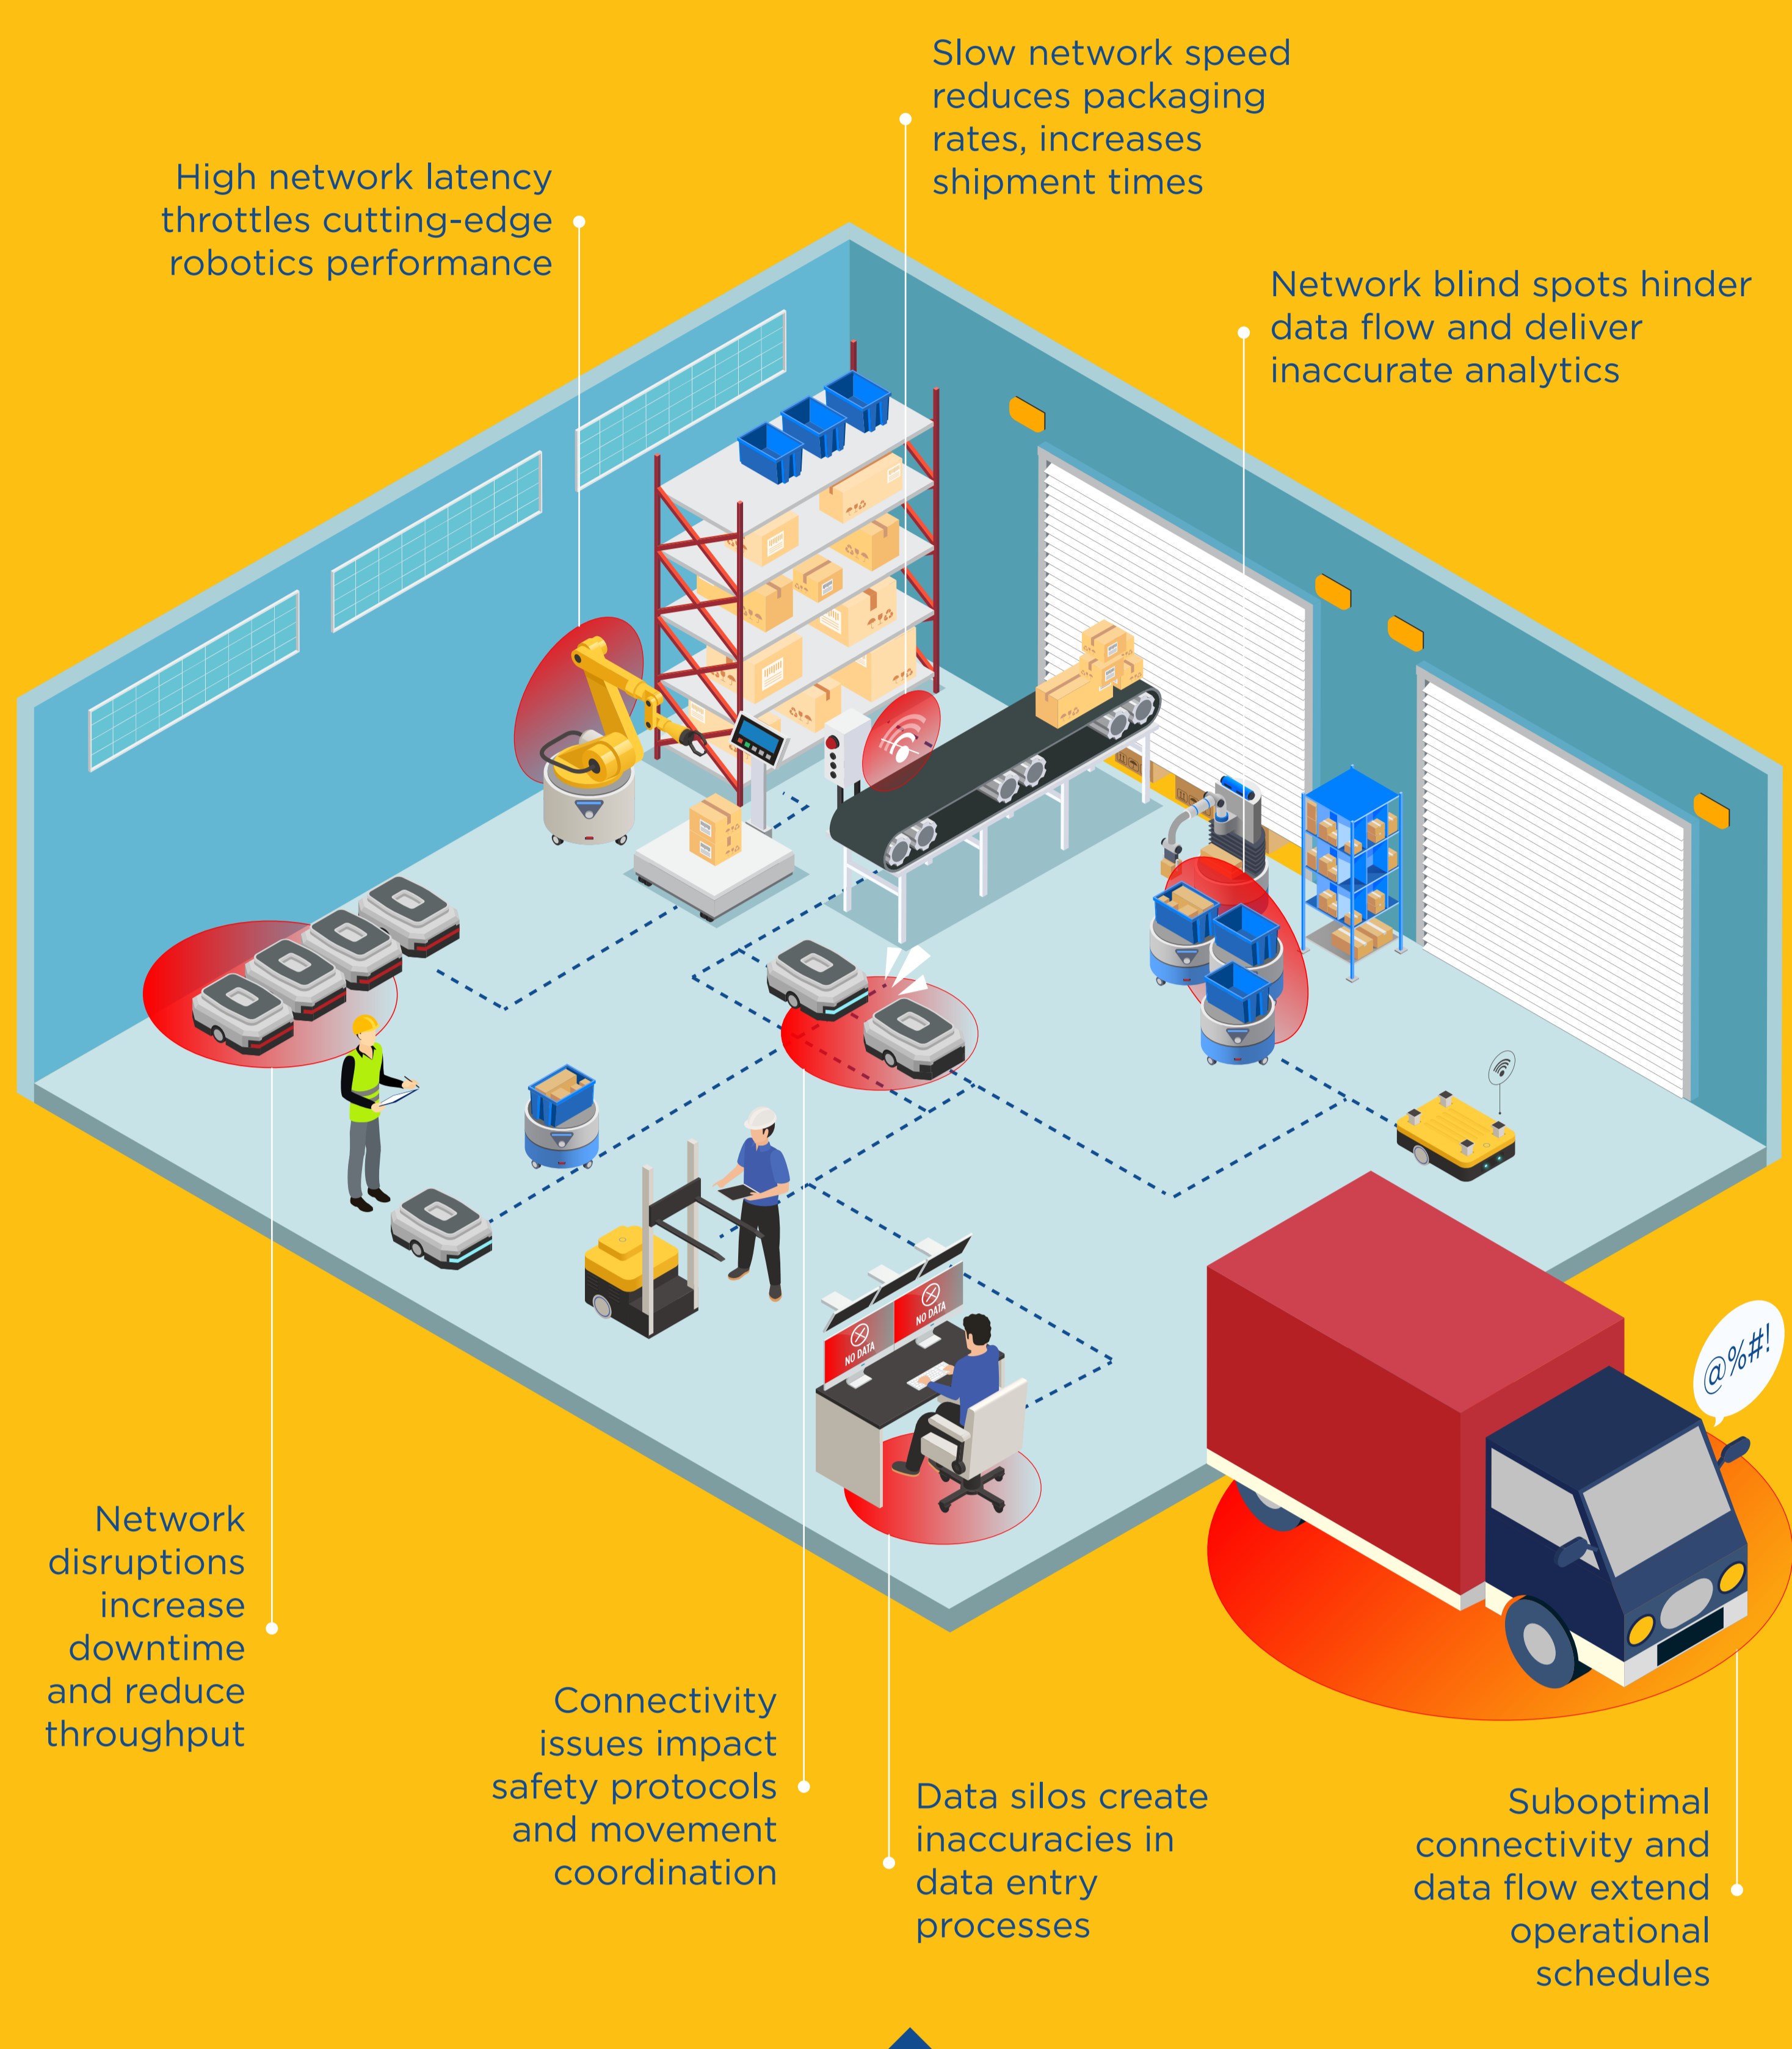 Slow network speed
reduces packaging
rates, increases
shipment times
High network latency
throttles cutting-edge
robotics performance
Network blind spots hinder
data flow and deliver
inaccurate analytics
NO DATA
NO DATA
@%#!
Network
disruptions
increase
downtime
and reduce
throughput
Connectivity
issues impact
safety protocols
and movement
coordination
Data silos create
inaccuracies in
data entry
processes
Suboptimal
connectivity and
data flow extend
operational
schedules